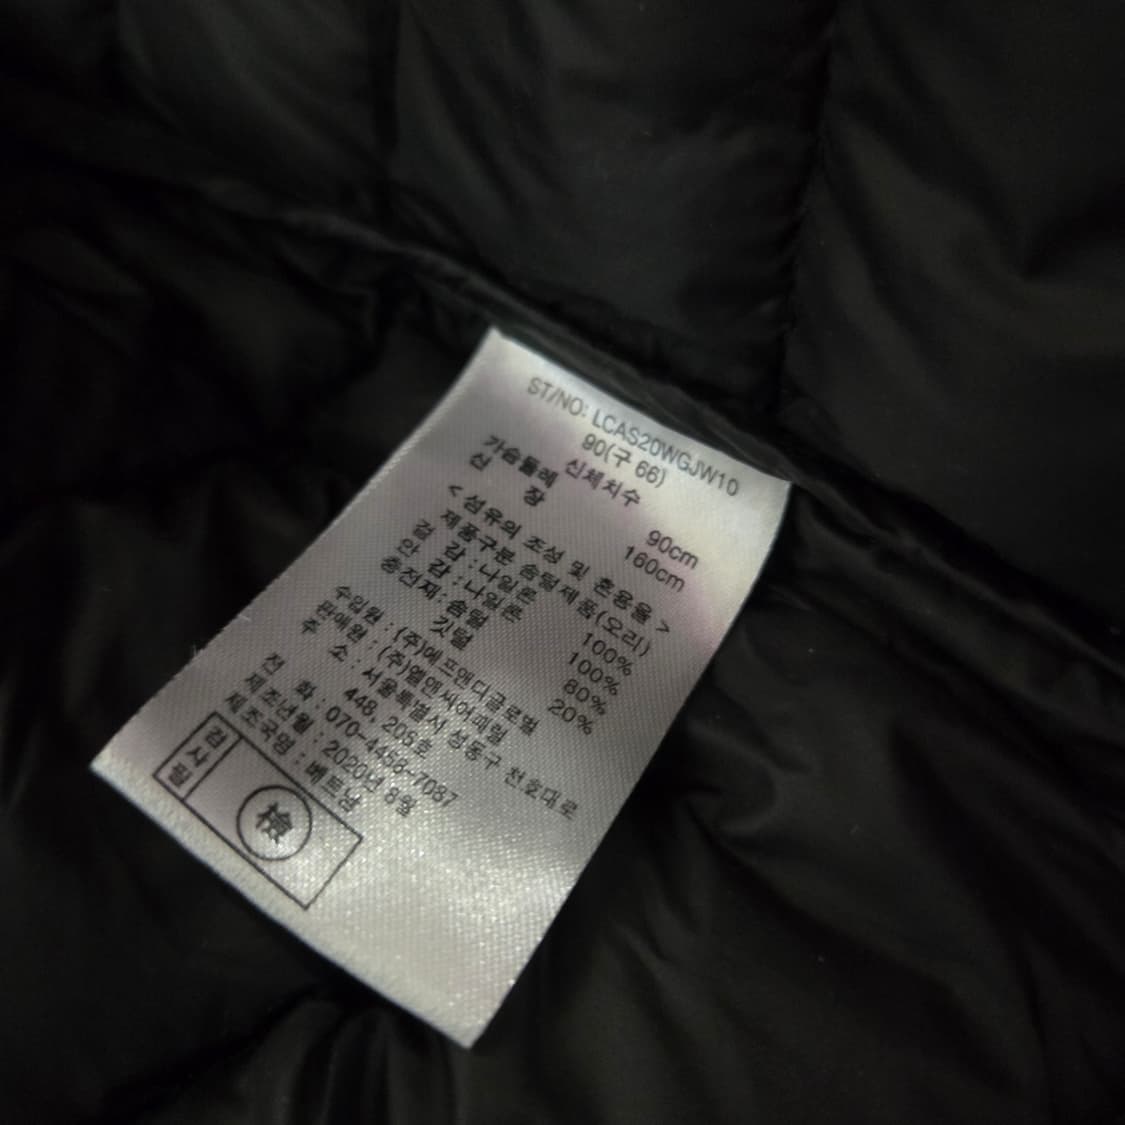 ST/NO: LCAS20WGJW10
90(구 66)
신체치수
가슴둘레 90cm
신 장 160cm
< 섬유의 조성 및 혼용율 >
제품구분 솜털제품(오리)
겉 감 : 나일론 100%
안 감 : 나일론 100%
충전재: 솜털 80%
깃털 20%
수입원 : (주)에프앤디글로벌
판매원 : (주)엠앤씨어패럴
주 소 : 서울특별시 성동구 천호대로
448, 205호
전 화 : 070-4458-7087
제조년월 : 2020년 8월
제조국명 : 베트남
검사필 檢